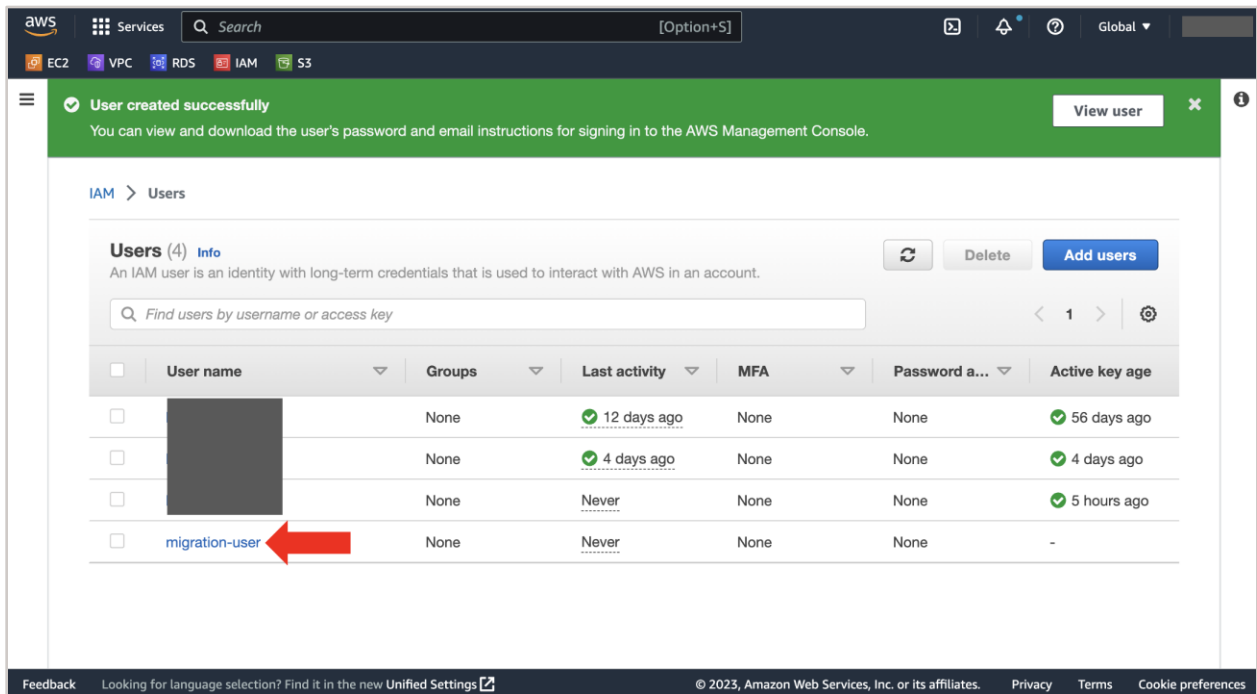 aws Services Search [Option+S] Global
EC2 VPC RDS IAM S3
User created successfully
You can view and download the user's password and email instructions for signing in to the AWS Management Console.
View user
IAM > Users
Users (4) Info
An IAM user is an identity with long-term credentials that is used to interact with AWS in an account.
Delete Add users
Find users by username or access key
1
User name Groups Last activity MFA Password a... Active key age
None 12 days ago None None 56 days ago
None 4 days ago None None 4 days ago
None Never None None 5 hours ago
migration-user None Never None None -
Feedback Looking for language selection? Find it in the new Unified Settings © 2023, Amazon Web Services, Inc. or its affiliates. Privacy Terms Cookie preferences